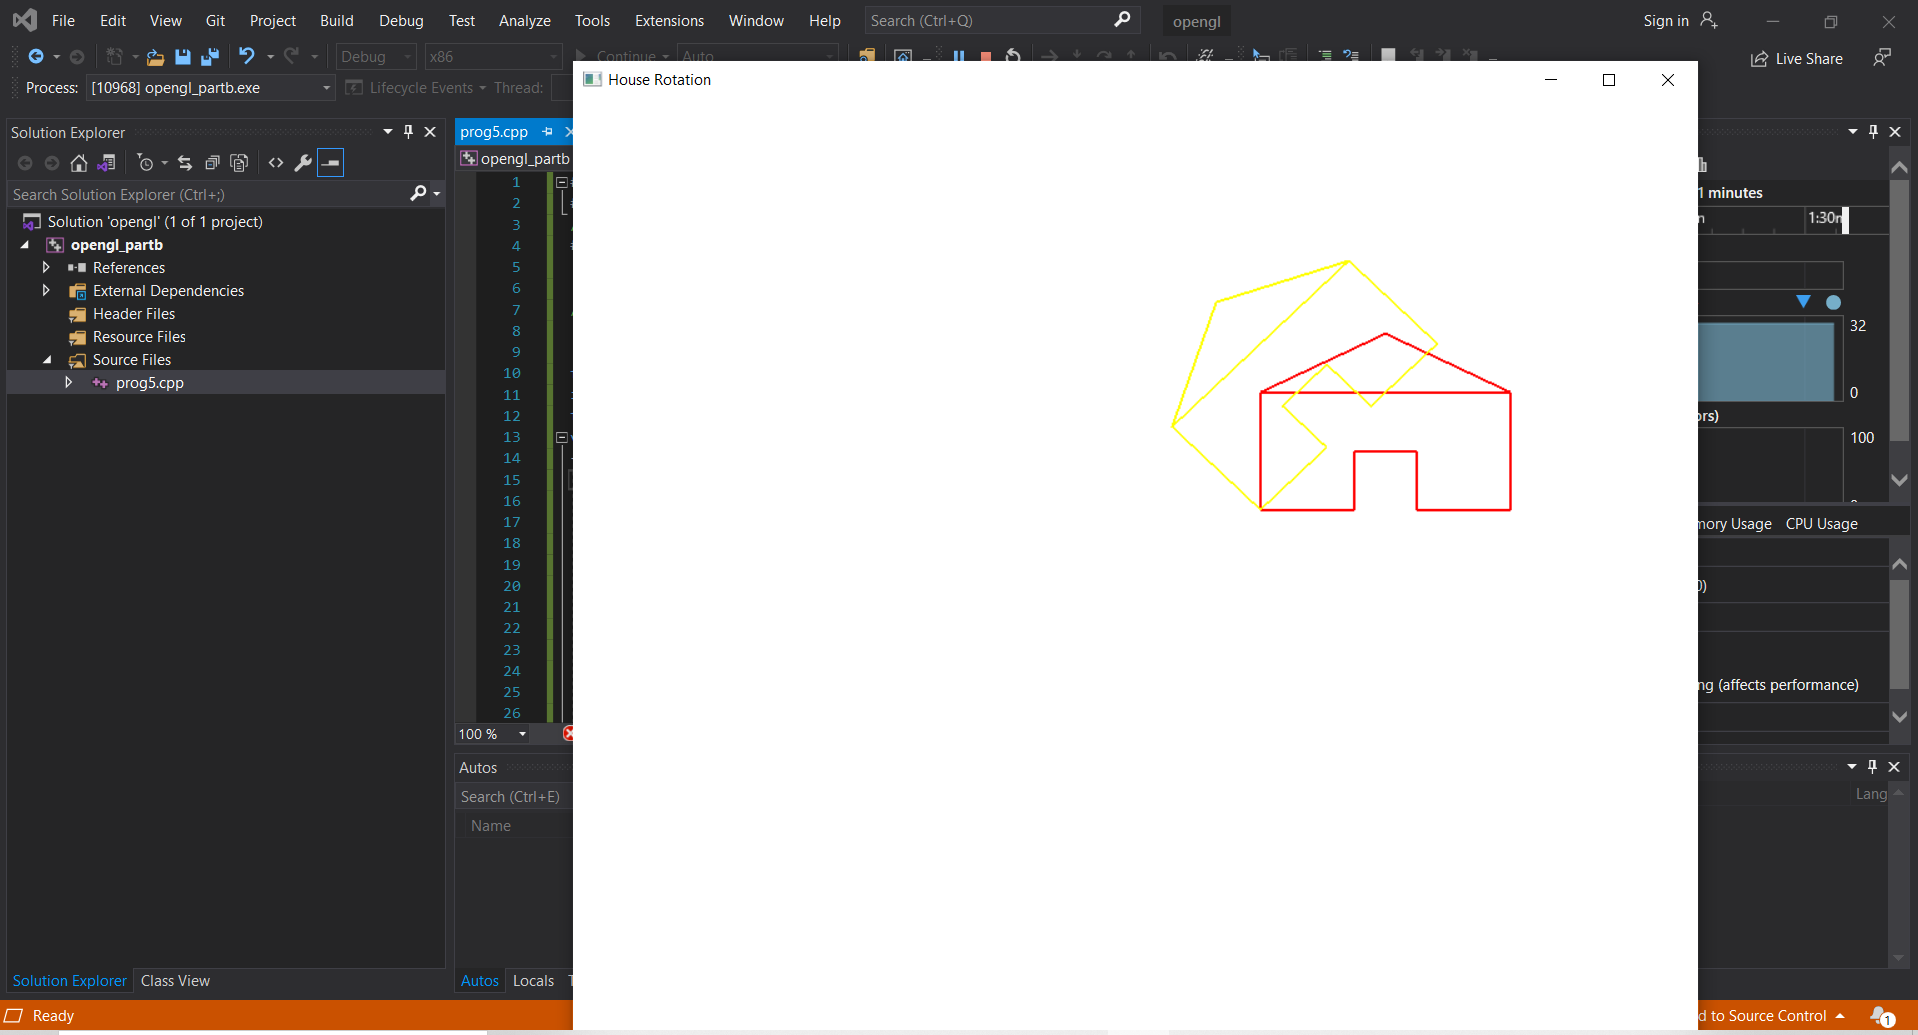 File Edit View Git Project Build Debug Test Analyze Tools Extensions Window Help Search (Ctrl+Q) opengl Sign in
Debug x86 Continue Auto Live Share
Process: [10968] opengl_partb.exe Lifecycle Events Thread:
House Rotation
Solution Explorer
Search Solution Explorer (Ctrl+;)
Solution 'opengl' (1 of 1 project)
opengl_partb
References
External Dependencies
Header Files
Resource Files
Source Files
prog5.cpp
Solution Explorer Class View
prog5.cpp
opengl_partb
1
2
3
4
5
6
7
8
9
10
11
12
13
14
15
16
17
18
19
20
21
22
23
24
25
26
100 %
Autos
Search (Ctrl+E)
Name
Autos Locals
1 minutes
1:30m
32
0
100
Usage CPU Usage
(affects performance)
Lang
Ready
to Source Control 1